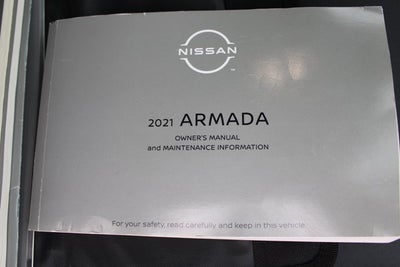 NISSAN
2021 ARMADA
OWNER'S MANUAL
and MAINTENANCE INFORMATION
For your safety, read carefully and keep in this vehicle.